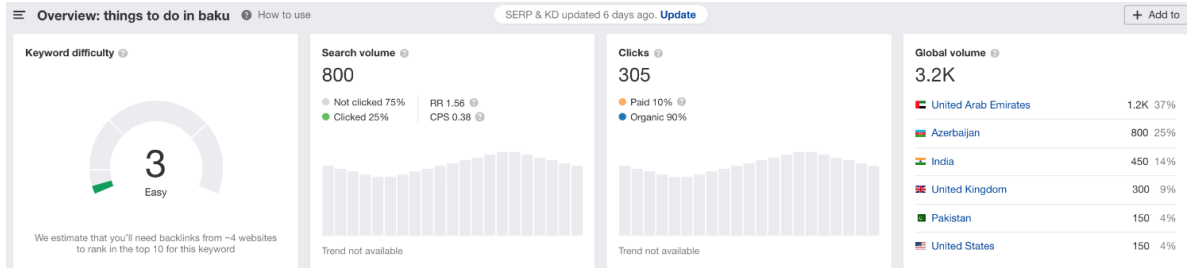 Overview: things to do in baku How to use
SERP & KD updated 6 days ago. Update
+ Add to
Keyword difficulty
3
Easy
We estimate that you'll need backlinks from ~4 websites
to rank in the top 10 for this keyword
Search volume
800
Not clicked 75% RR 1.56
Clicked 25% CPS 0.38
Trend not available
Clicks
305
Paid 10%
Organic 90%
Trend not available
Global volume
3.2K
United Arab Emirates 1.2K 37%
Azerbaijan 800 25%
India 450 14%
United Kingdom 300 9%
Pakistan 150 4%
United States 150 4%